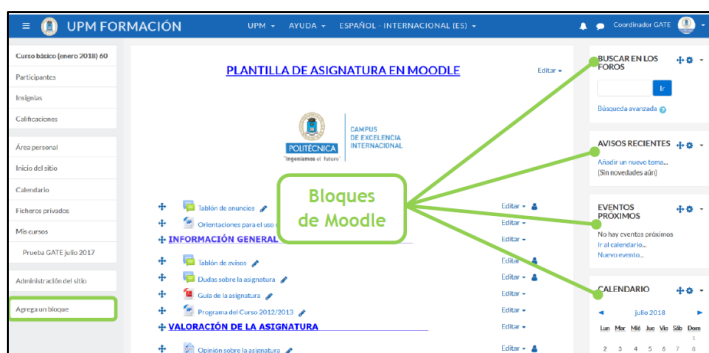 UPM FORMACIÓN
UPM
AYUDA
ESPAÑOL - INTERNACIONAL (ES)
Coordinador GATE
Curso básico (enero 2018) 60
Participantes
Insignias
Calificaciones
Área personal
Inicio del sitio
Calendario
Ficheros privados
Mis cursos
Prueba GATE julio 2017
Administración del sitio
Agrega un bloque
PLANTILLA DE ASIGNATURA EN MOODLE
Editar
POLITÉCNICA
"Ingeniamos el futuro"
CAMPUS
DE EXCELENCIA
INTERNACIONAL
Bloques
de Moodle
Tablón de anuncios
Editar
Orientaciones para el uso
Editar
INFORMACIÓN GENERAL
Editar
Tablón de avisos
Editar
Dudas sobre la asignatura
Editar
Guía de la asignatura
Editar
Programa del Curso 2012/2013
Editar
VALORACIÓN DE LA ASIGNATURA
Editar
Opinión sobre la asignatura
Editar
BUSCAR EN LOS
FOROS
Ir
Búsqueda avanzada
AVISOS RECIENTES
Añadir un nuevo tema...
(Sin novedades aún)
EVENTOS
PRÓXIMOS
No hay eventos próximos
Ir al calendario...
Nuevo evento...
CALENDARIO
julio 2018
Lun Mar Mié Jue Vie Sáb Dom
1
2 3 4 5 6 7 8